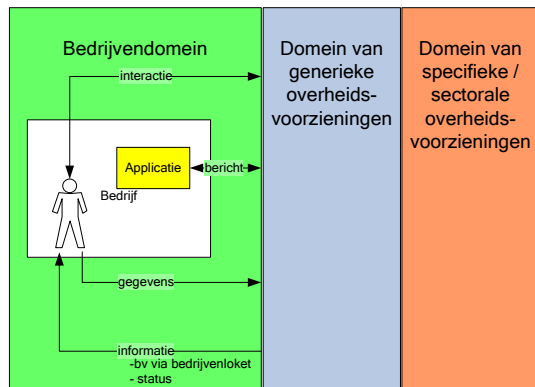 Bedrijvendomein
interactie
Applicatie
bericht
Bedrijf
gegevens
informatie
-bv via bedrijvenloket
- status
Domein van
generieke
overheids-
voorzieningen
Domein van
specifieke /
sectorale
overheids-
voorzieningen